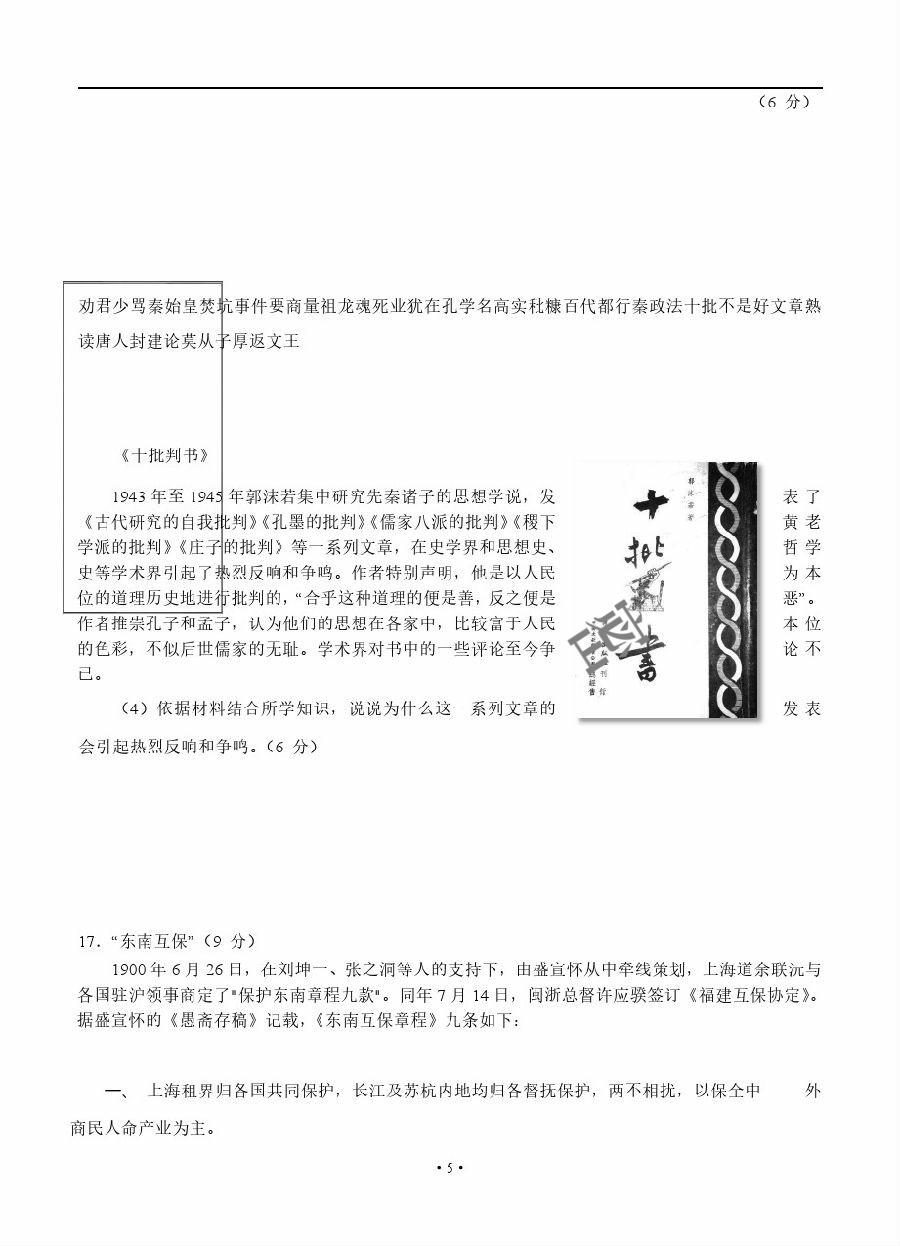 （6 分）
劝君少骂秦始皇焚坑事件要商量祖龙魂死业犹在孔学名高实秕糠百代都行秦政法十批不是好文章熟
读唐人封建论莫从子厚返文王
《十批判书》
1943 年至 1945 年郭沫若集中研究先秦诸子的思想学说，发表了
《古代研究的自我批判》《孔墨的批判》《儒家八派的批判》《稷下黄老
学派的批判》《庄子的批判》等一系列文章，在史学界和思想史、哲学
史等学术界引起了热烈反响和争鸣。作者特别声明，他是以人民为本
位的道理历史地进行批判的，“合乎这种道理的便是善，反之便是恶”。
作者推崇孔子和孟子，认为他们的思想在各家中，比较富于人民本位
的色彩，不似后世儒家的无耻。学术界对书中的一些评论至今争论不
已。
郭沫若著
十批书
（4）依据材料结合所学知识，说说为什么这 系列文章的发表
会引起热烈反响和争鸣。（6 分）
17．“东南互保”（9 分）
1900 年 6 月 26 日，在刘坤一、张之洞等人的支持下，由盛宣怀从中牵线策划，上海道余联沅与
各国驻沪领事商定了"保护东南章程九款"。同年 7 月 14 日，闽浙总督许应骙签订《福建互保协定》。
据盛宣怀的《愚斋存稿》记载，《东南互保章程》九条如下：
一、 上海租界归各国共同保护，长江及苏杭内地均归各督抚保护，两不相扰，以保全中 外
商民人命产业为主。
·5·